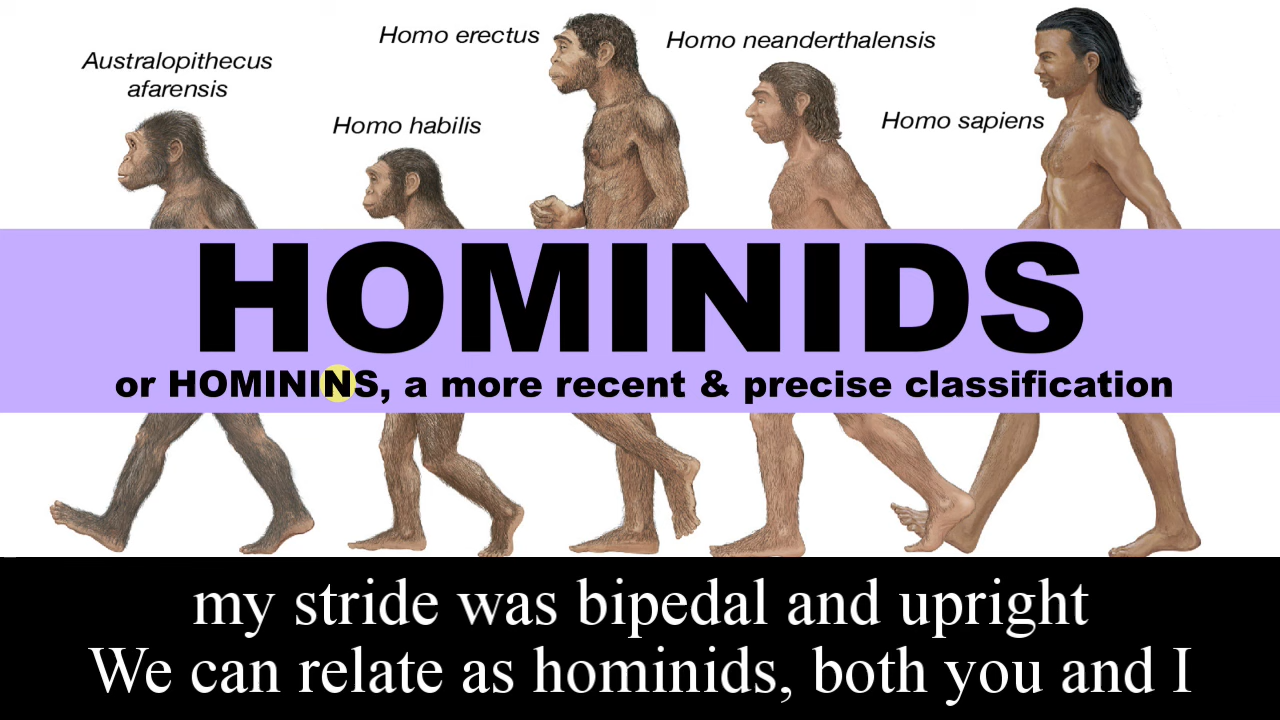 Australopithecus
afarensis
Homo habilis
Homo erectus
Homo neanderthalensis
Homo sapiens
HOMINIDS
or HOMININS, a more recent & precise classification
my stride was bipedal and upright
We can relate as hominids, both you and I